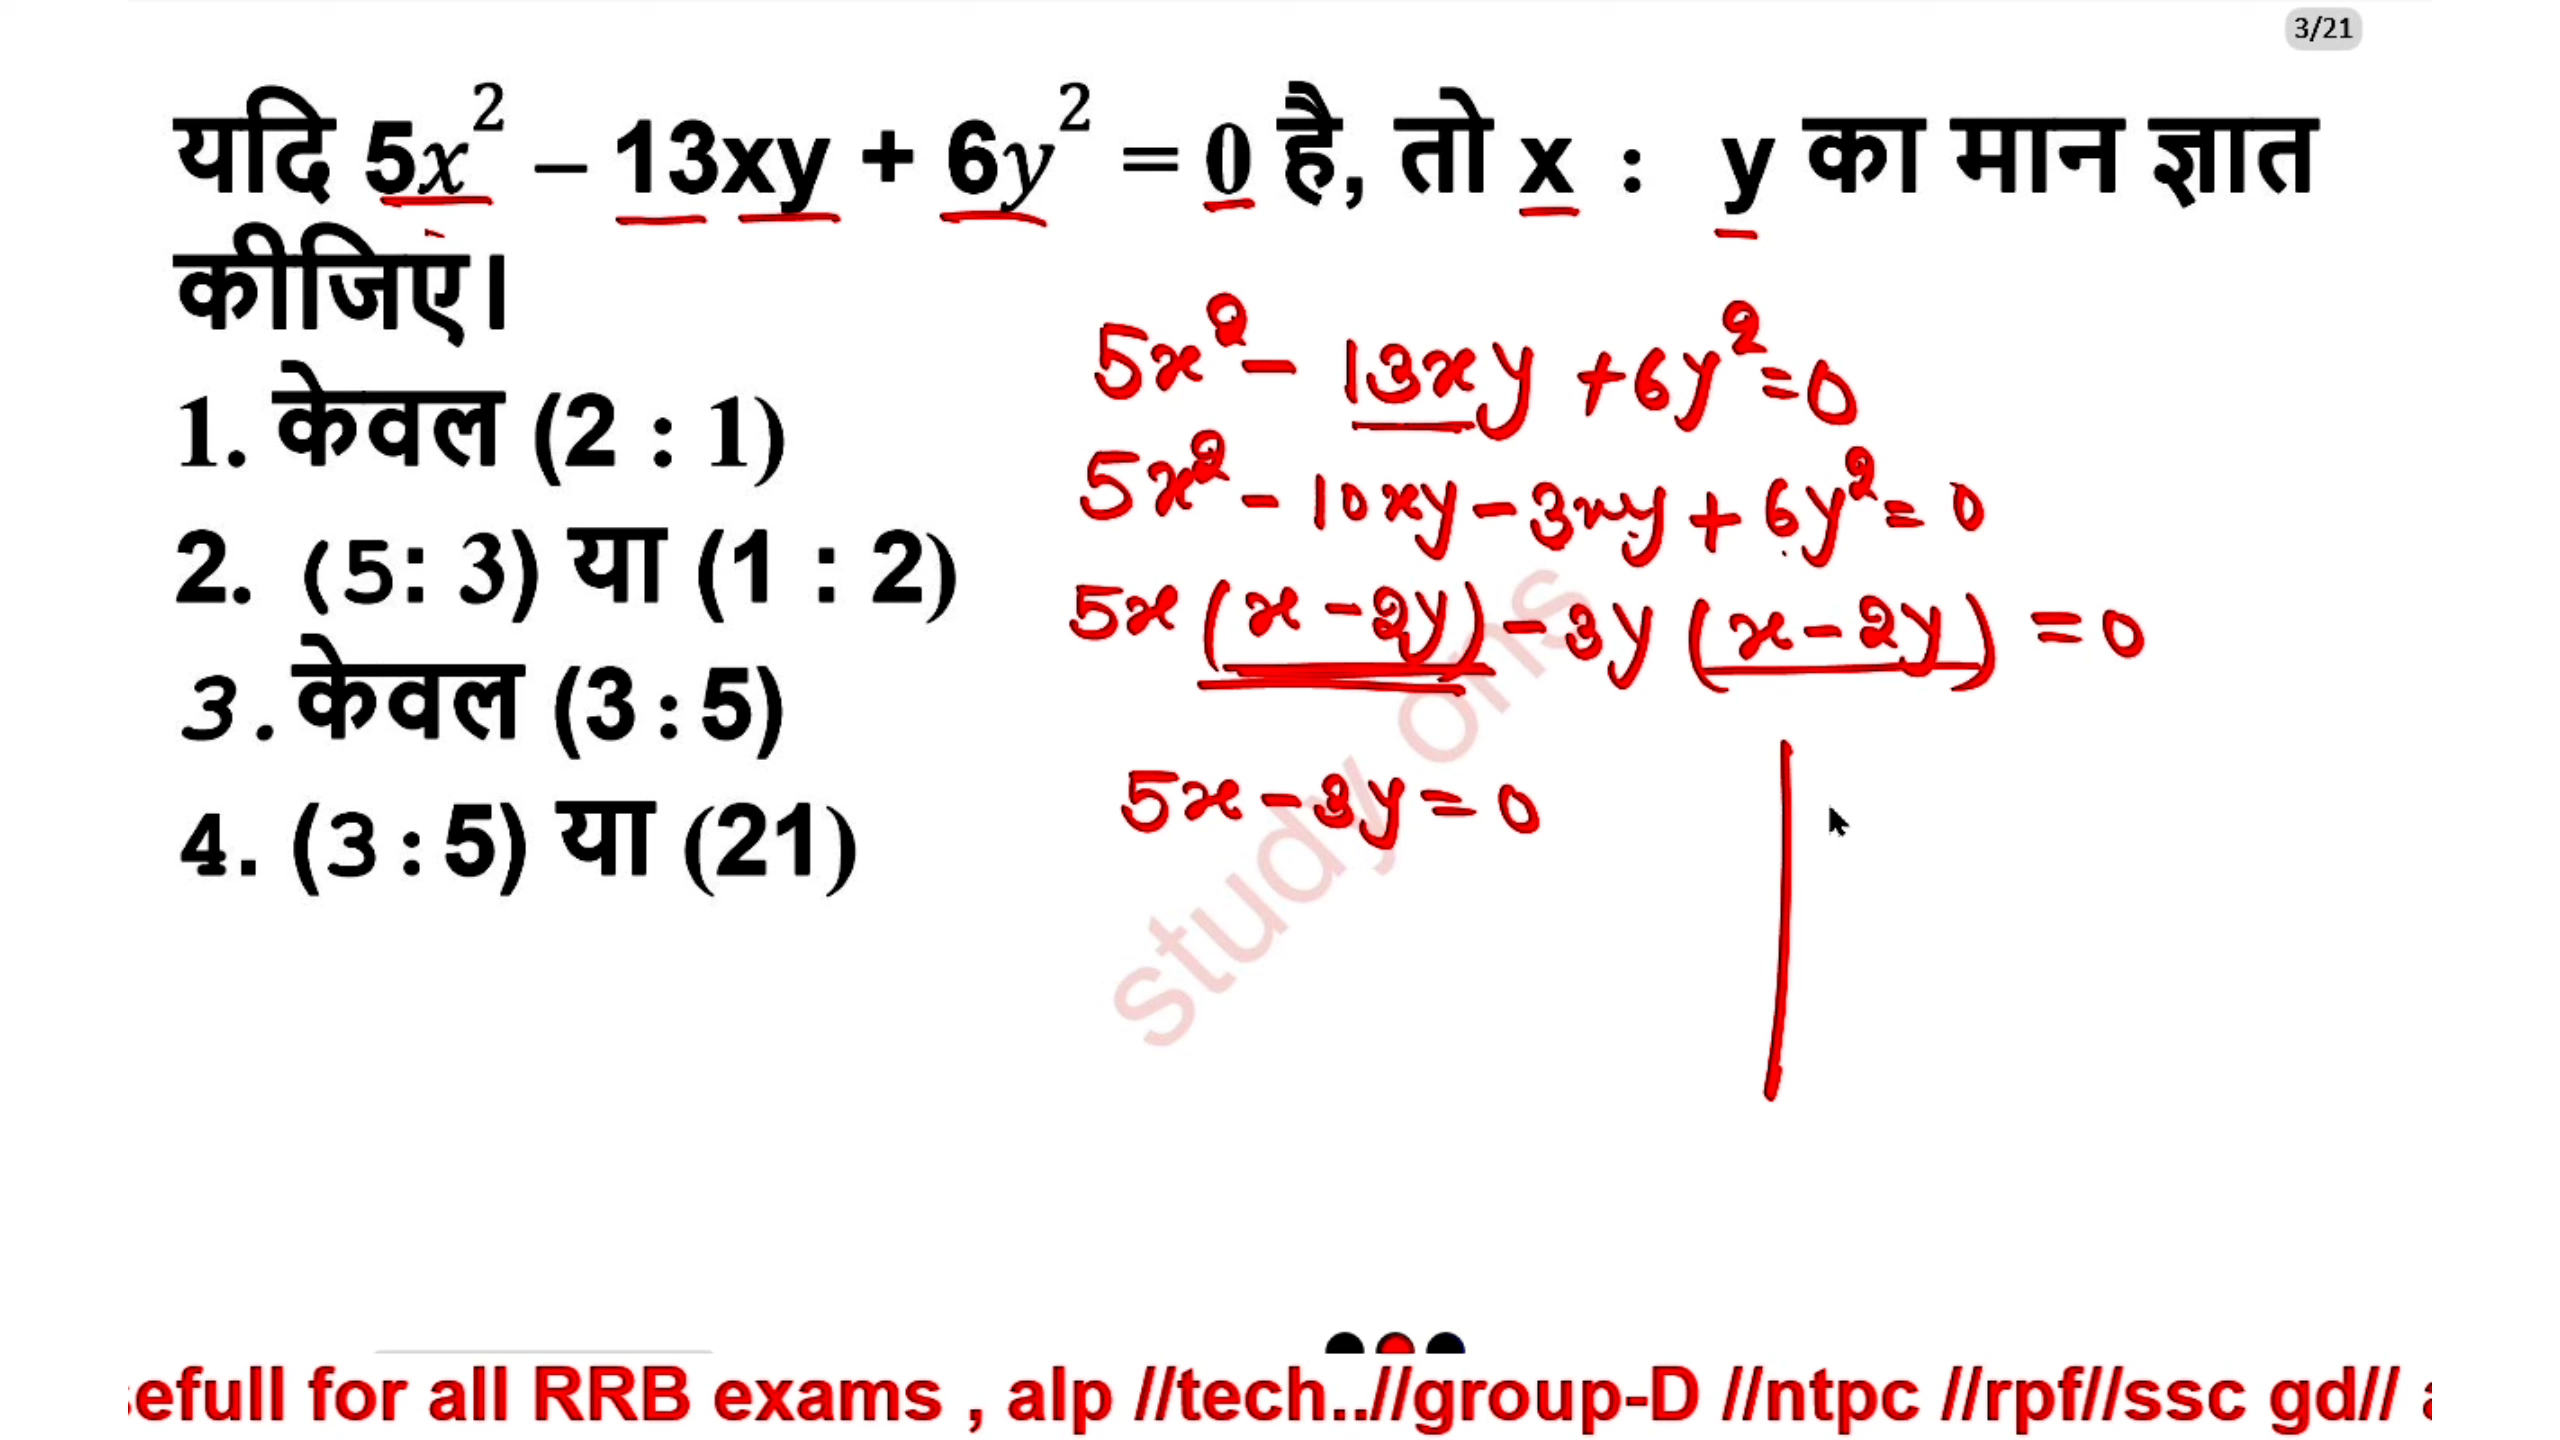 3/21
यदि 5x² – 13xy + 6y² = 0 है, तो x : y का मान ज्ञात
कीजिए।
1. केवल (2 : 1)
2. (5: 3) या (1 : 2)
3. केवल (3 : 5)
4. (3 : 5) या (21)
5x² - 13xy + 6y² = 0
5x² - 10xy - 3xy + 6y² = 0
5x (x - 2y) - 3y (x - 2y) = 0
5x - 3y = 0
study ons
efull for all RRB exams , alp //tech..//group-D //ntpc //rpf//ssc gd//